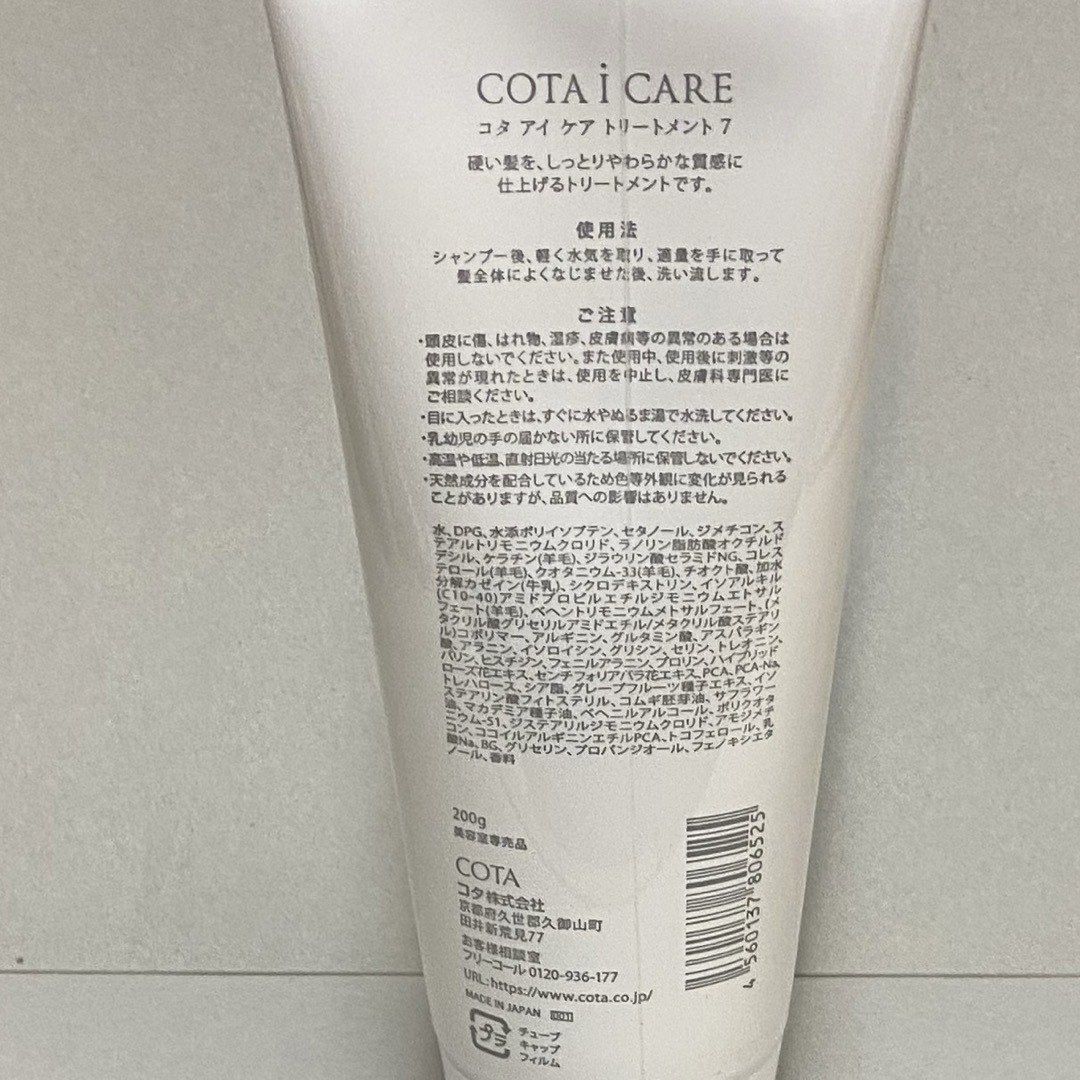 COTA i CARE
コタ アイ ケア トリートメント 7
硬い髪を、しっとりやわらかな質感に
仕上げるトリートメントです。
使用法
シャンプー後、軽く水気を取り、適量を手に取って
髪全体によくなじませた後、洗い流します。
ご注意
・頭皮に傷、はれ物、湿疹、皮膚病等の異常のある場合は
使用しないでください。また使用中、使用後に刺激等の
異常が現れたときは、使用を中止し、皮膚科専門医に
ご相談ください。
・目に入ったときは、すぐに水やぬるま湯で水洗してください。
・乳幼児の手の届かない所に保管してください。
・高温や低温、直射日光の当たる場所に保管しないでください。
・天然成分を配合しているため色等外観に変化が見られる
ことがありますが、品質への影響はありません。
水、DPG、水添ポリイソブテン、セタノール、ジメチコン、ス
テアルトリモニウムクロリド、ラノリン脂肪酸オクチルド
デシル、ケラチン(羊毛)、ジラウリン酸セラミドNG、コレス
テロール(羊毛)、クオタニウム-33(羊毛)、チオクト酸、加水
分解カゼイン(牛乳)、シクロデキストリン、イソアルキル
(C10-40)アミドプロピルエチルジモニウムエトサル
フェート(羊毛)、ベヘントリモニウムメトサルフェート、(メ
タクリル酸グリセリルアミドエチル/メタクリル酸ステアリ
ル)コポリマー、アルギニン、グルタミン酸、アスパラギン
酸、アラニン、イソロイシン、グリシン、セリン、トレオニン、
バリン、ヒスチジン、フェニルアラニン、プロリン、ハイブリッド
ローズ花エキス、センチフォリアバラ花エキス、PCA、PCA-Na、
トレハロース、シア脂、グレープフルーツ種子エキス、イソ
ステアリン酸フィトステリル、コムギ胚芽油、サフラワー
油、マカデミア種子油、ベヘニルアルコール、ポリクオタ
ニウム-51、ジステアリルジモニウムクロリド、アモジメチ
コン、ココイルアルギニンエチルPCA、トコフェロール、乳
酸Na、BG、グリセリン、プロパンジオール、フェノキシエタ
ノール、香料
200g
美容室専売品
COTA
コタ株式会社
京都府久世郡久御山町
田井新荒見77
お客様相談室
フリーコール 0120-936-177
URL:https://www.cota.co.jp/
MADE IN JAPAN
プラ
チューブ
キャップ
フィルム
4 560137 806525